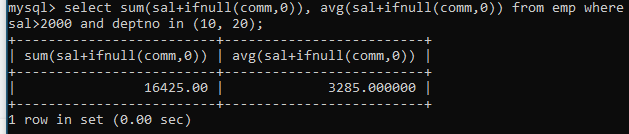 mysql> select sum(sal+ifnull(comm,0)), avg(sal+ifnull(comm,0)) from emp where
sal>2000 and deptno in (10, 20);
+-------------------------+-------------------------+
| sum(sal+ifnull(comm,0)) | avg(sal+ifnull(comm,0)) |
+-------------------------+-------------------------+
|                16425.00 |             3285.000000 |
+-------------------------+-------------------------+
1 row in set (0.00 sec)